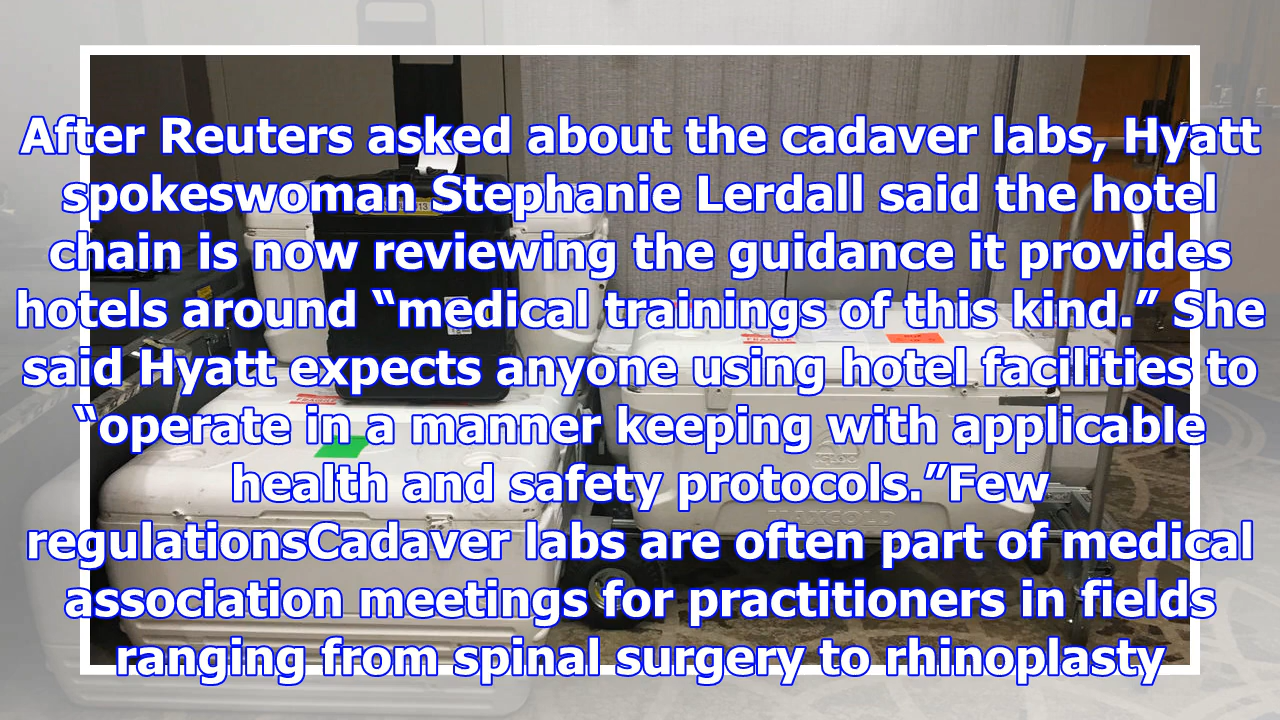 After Reuters asked about the cadaver labs, Hyatt
spokeswoman Stephanie Lerdall said the hotel
chain is now reviewing the guidance it provides
hotels around “medical trainings of this kind.” She
said Hyatt expects anyone using hotel facilities to
“operate in a manner keeping with applicable
health and safety protocols.”Few
regulationsCadaver labs are often part of medical
association meetings for practitioners in fields
ranging from spinal surgery to rhinoplasty
FRAGILE
IGLOO
MAXCOLD